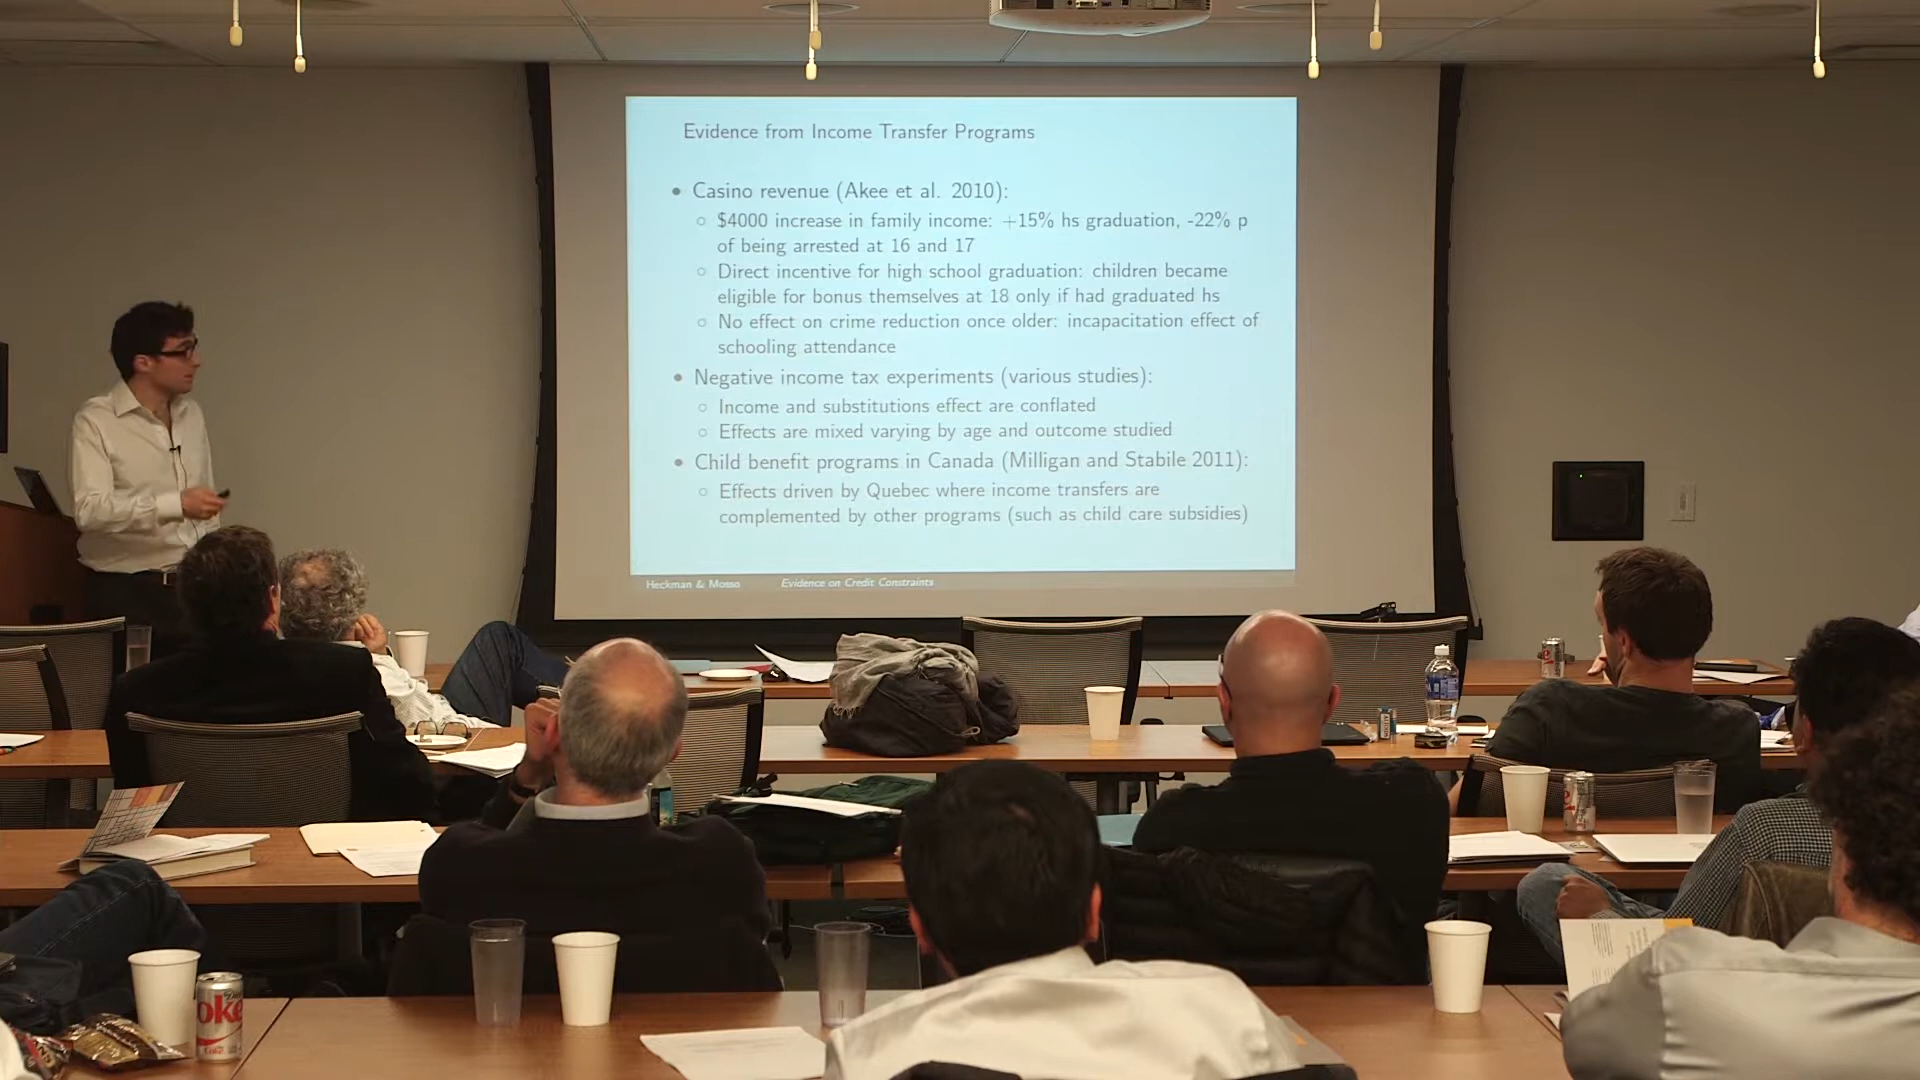 Evidence from Income Transfer Programs
• Casino revenue (Akee et al. 2010):
○ $4000 increase in family income: +15% hs graduation, -22% p
of being arrested at 16 and 17
○ Direct incentive for high school graduation: children became
eligible for bonus themselves at 18 only if had graduated hs
○ No effect on crime reduction once older: incapacitation effect of
schooling attendance
• Negative income tax experiments (various studies):
○ Income and substitutions effect are conflated
○ Effects are mixed varying by age and outcome studied
• Child benefit programs in Canada (Milligan and Stabile 2011):
○ Effects driven by Quebec where income transfers are
complemented by other programs (such as child care subsidies)
Heckman & Mosso Evidence on Credit Constraints
oke